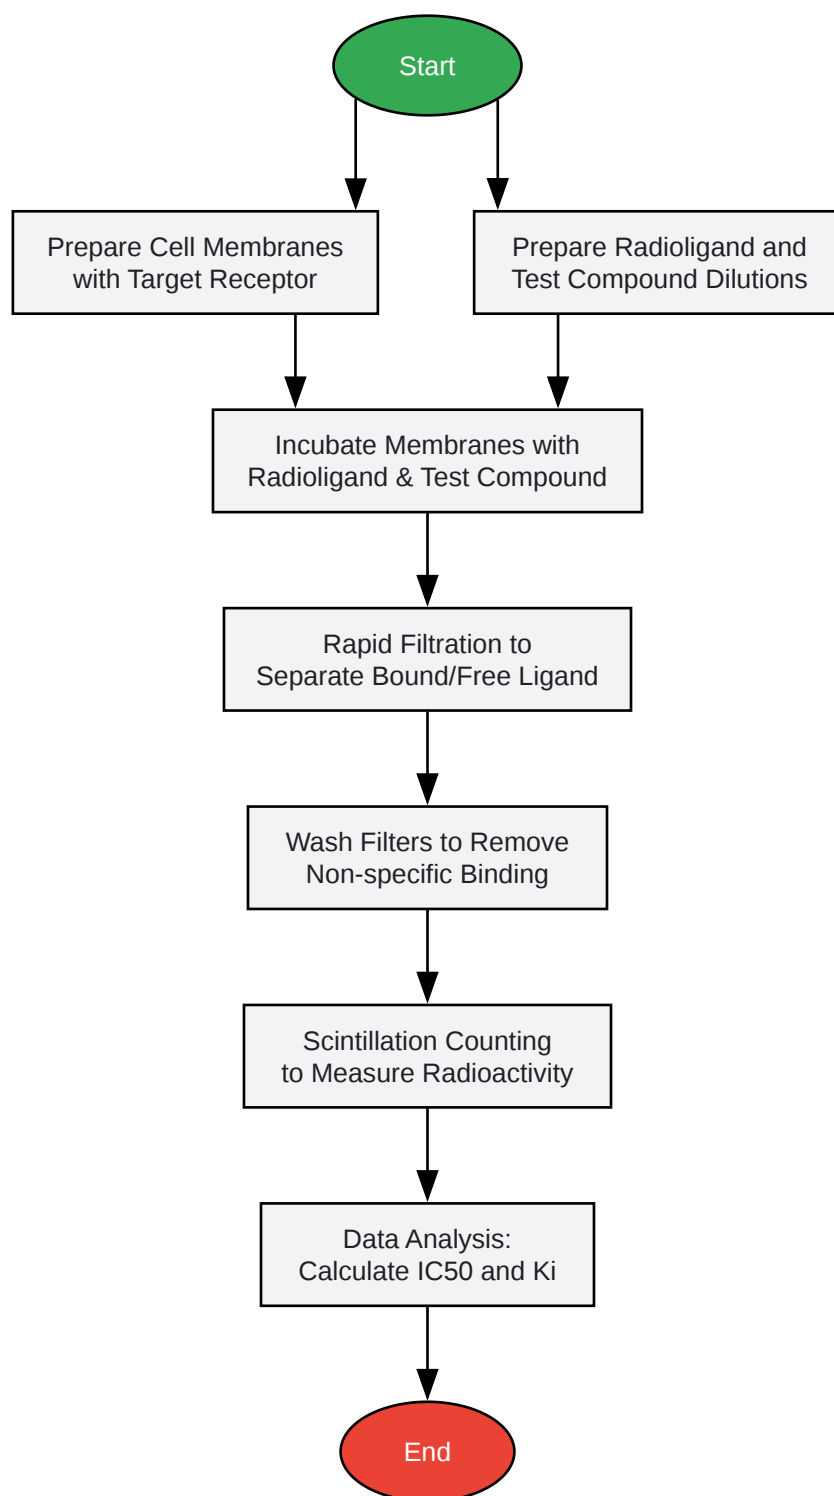 Start
Prepare Cell Membranes
with Target Receptor
Prepare Radioligand and
Test Compound Dilutions
Incubate Membranes with
Radioligand & Test Compound
Rapid Filtration to
Separate Bound/Free Ligand
Wash Filters to Remove
Non-specific Binding
Scintillation Counting
to Measure Radioactivity
Data Analysis:
Calculate IC50 and Ki
End